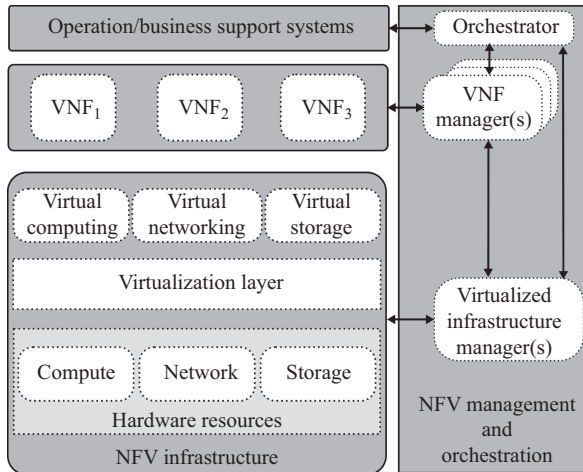 Operation/business support systems
Orchestrator
VNF1 VNF2 VNF3
VNF
manager(s)
Virtual computing
Virtual networking
Virtual storage
Virtualization layer
Virtualized
infrastructure
manager(s)
Compute Network Storage
Hardware resources
NFV infrastructure
NFV management
and
orchestration